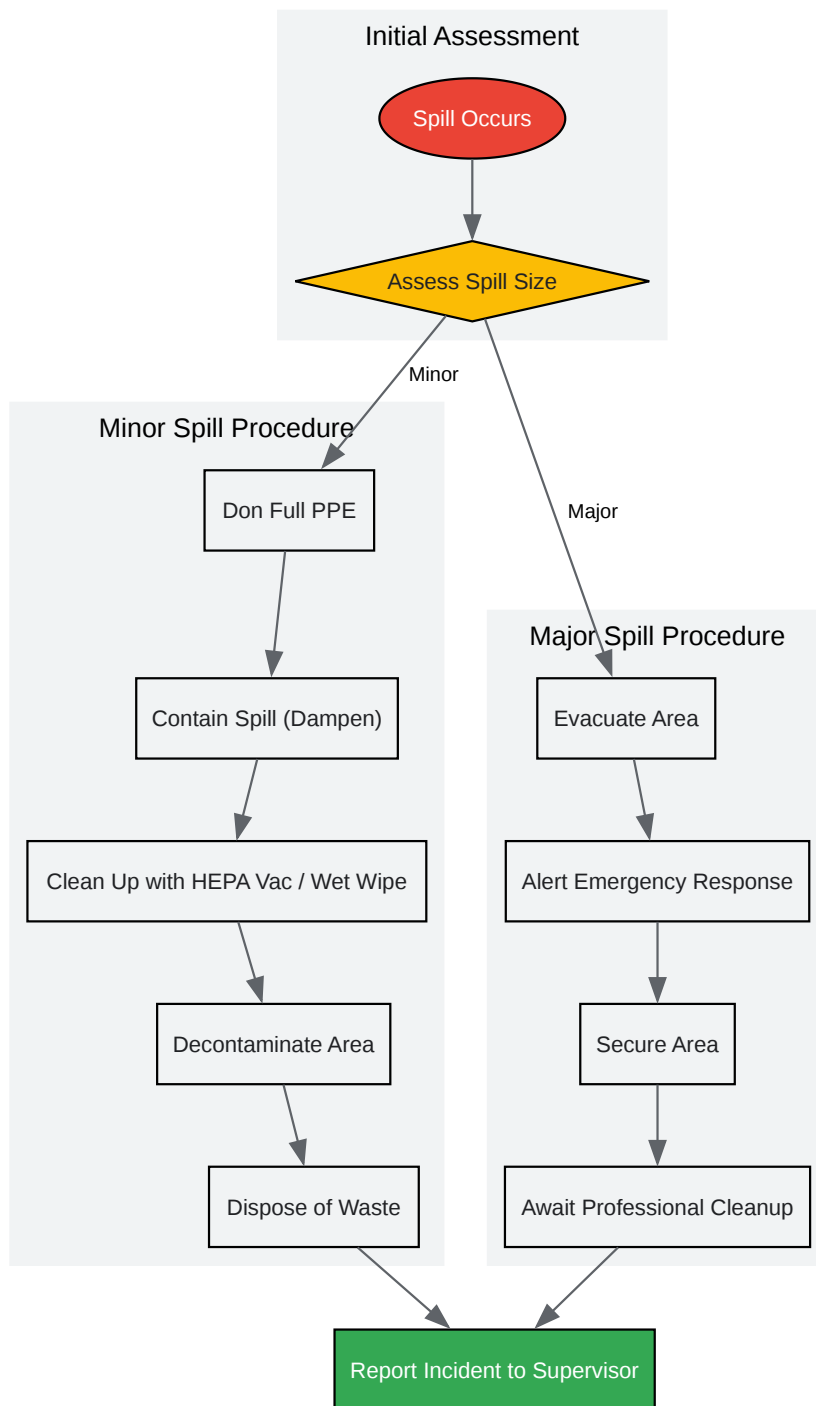 Initial Assessment
Spill Occurs
Assess Spill Size
Minor
Minor Spill Procedure
Don Full PPE
Major
Major Spill Procedure
Contain Spill (Dampen)
Evacuate Area
Clean Up with HEPA Vac / Wet Wipe
Alert Emergency Response
Decontaminate Area
Secure Area
Dispose of Waste
Await Professional Cleanup
Report Incident to Supervisor